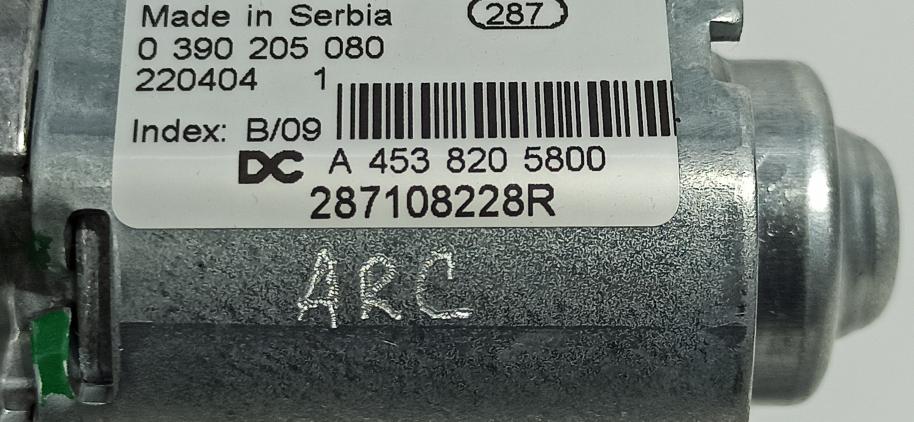 Made in Serbia 287
0 390 205 080
220404 1
Index: B/09
DC A 453 820 5800
287108228R
ARC